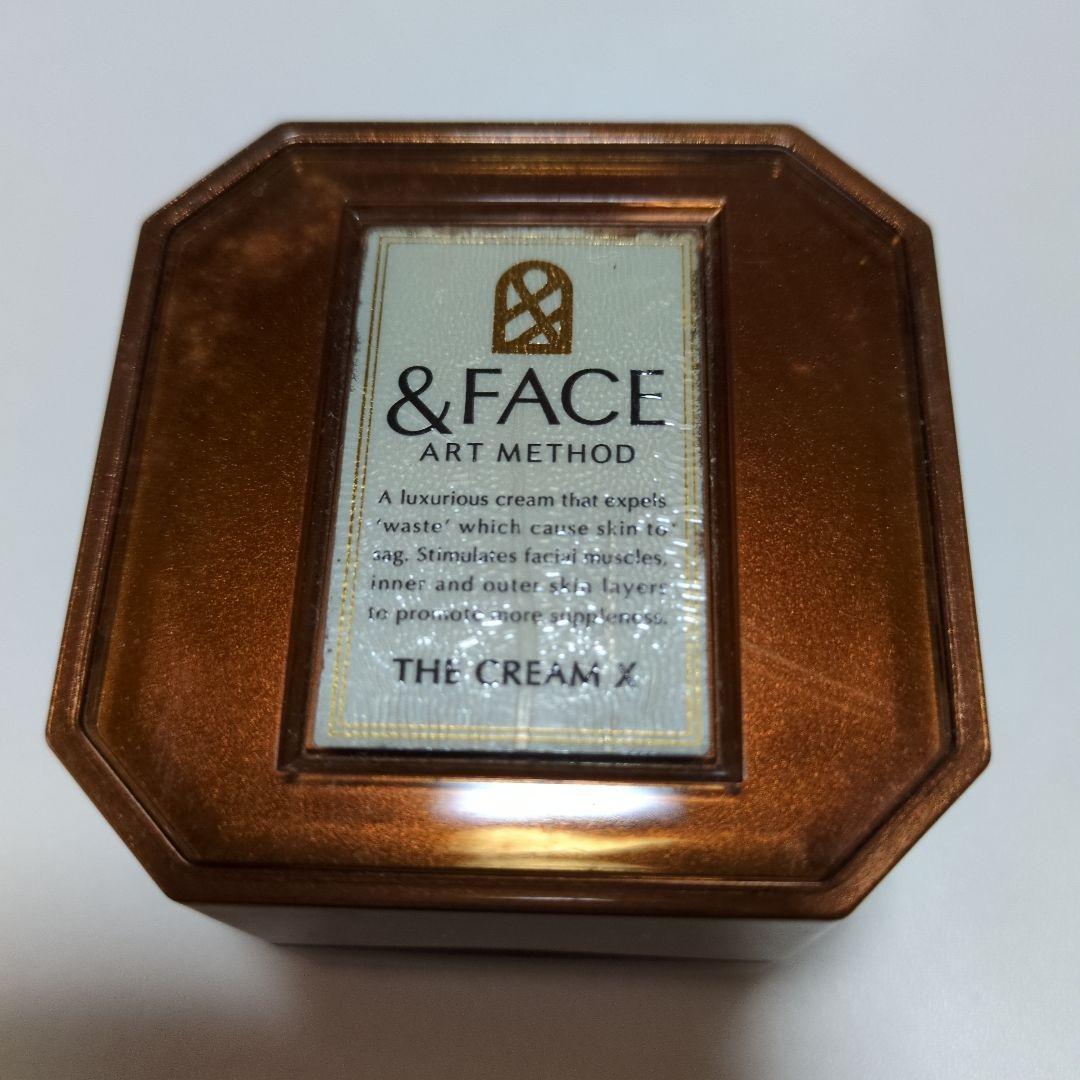 &FACE
ART METHOD
A luxurious cream that expels
'waste' which cause skin to
sag. Stimulates facial muscles,
inner and outer skin layers
to promote more suppleness.
THE CREAM X